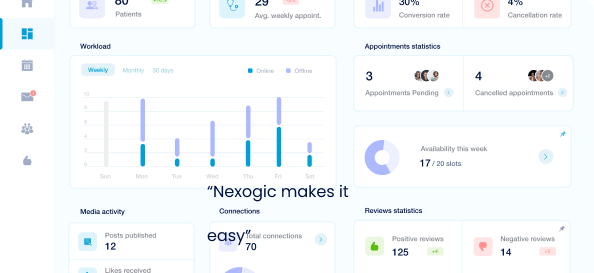 80
Patients
29
Avg. weekly appoint.
30%
Conversion rate
4%
Cancellation rate
Workload
Weekly
Monthly
30 days
Online
Offline
10
8
6
4
2
0
Sun
Mon
Tue
Wed
Thu
Fri
Sat
Appointments statistics
3
Appointments Pending
4
Cancelled appointments
Availability this week
17 / 20 slots
“Nexogic makes it
easy”
Media activity
Posts published
12
Likes received
Connections
Total connections
70
Reviews statistics
Positive reviews
125
Negative reviews
14